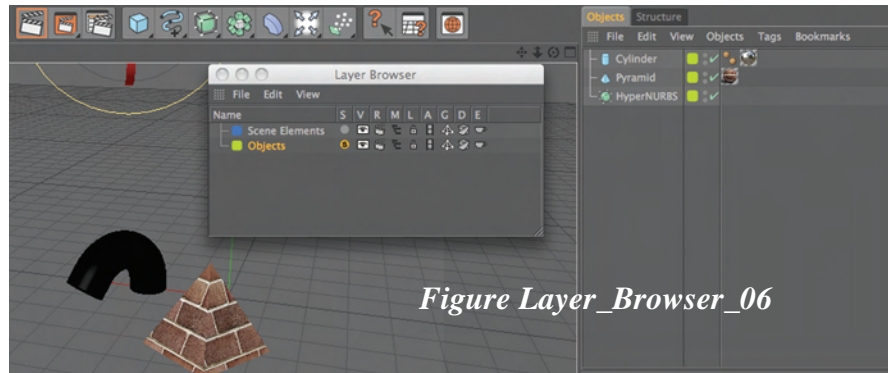 Objects Structure
File Edit View Objects Tags Bookmarks
Cylinder
Pyramid
HyperNURBS
Layer Browser
File Edit View
Name S V R M L A G D E
Scene Elements
Objects S
Figure Layer_Browser_06